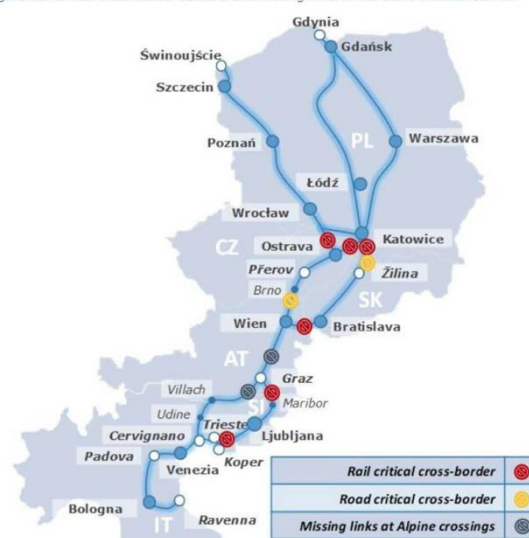 Gdynia
Gdańsk
Świnoujście
Szczecin
Poznań
PL
Warszawa
Łódź
Wrocław
CZ
Ostrava
Katowice
Přerov
Žilina
Brno
SK
Wien
Bratislava
AT
Graz
Villach
SI
Maribor
Udine
Trieste
Cervignano
Ljubljana
Padova
Koper
Venezia
Bologna
IT
Ravenna
Rail critical cross-border
Road critical cross-border
Missing links at Alpine crossings